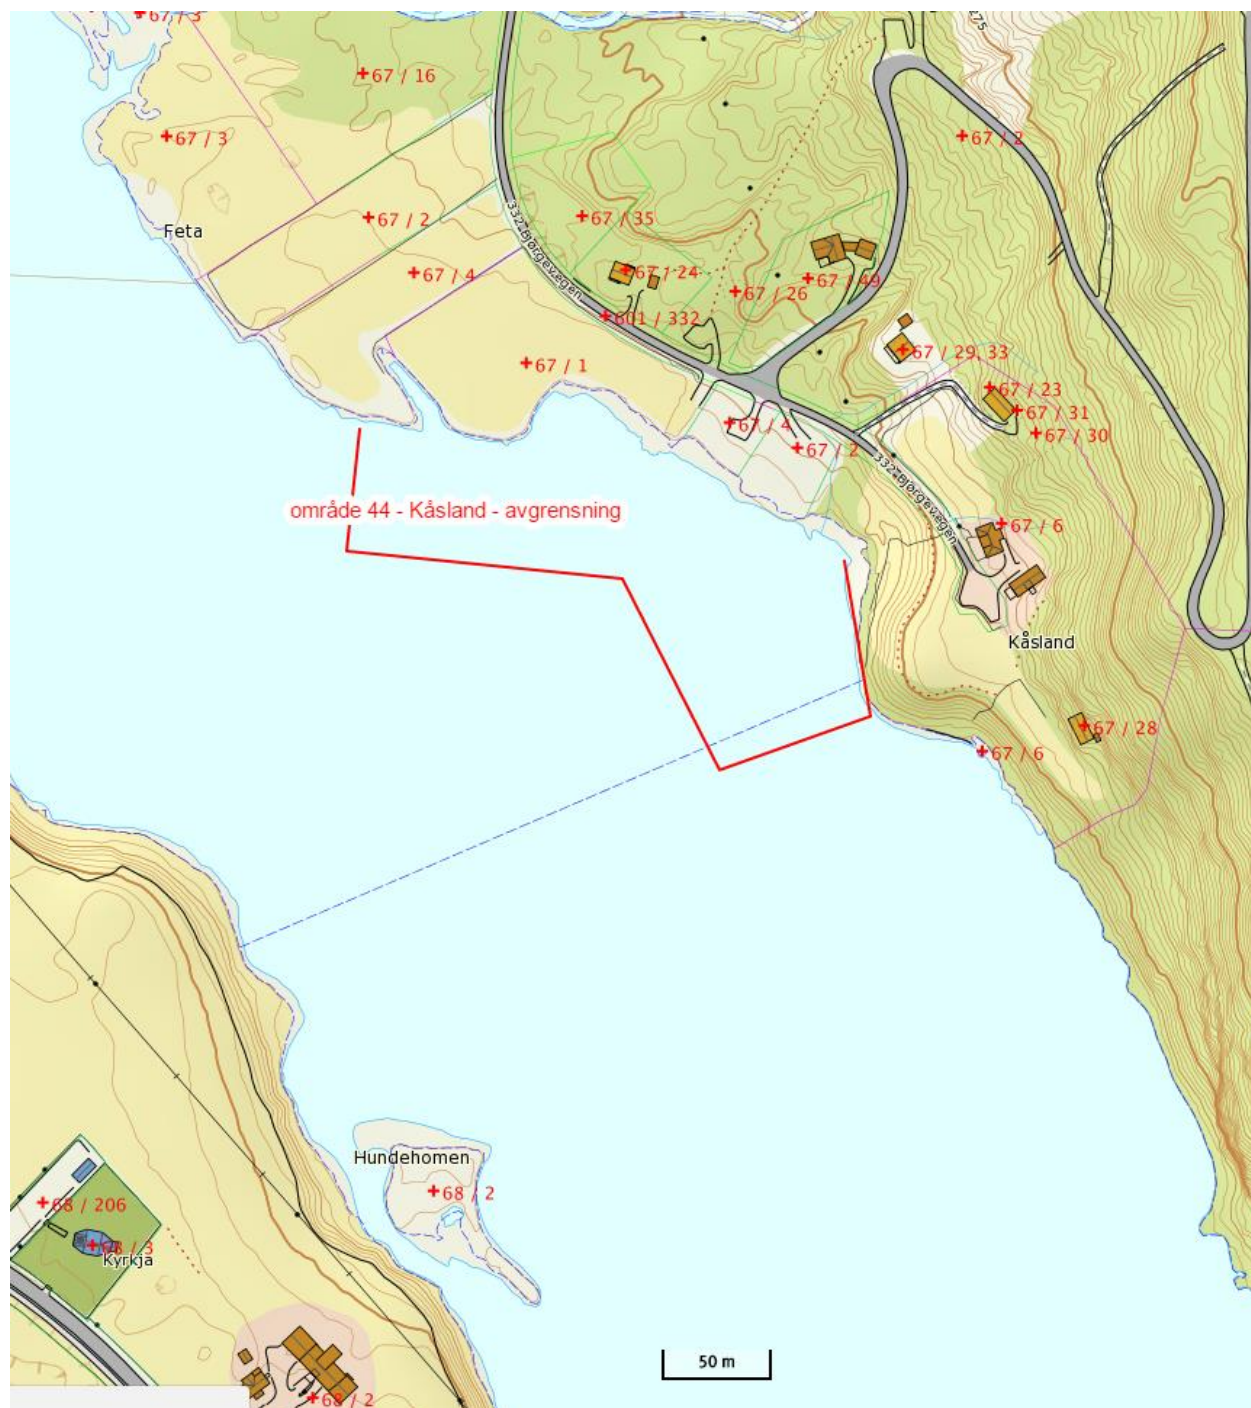 67 / 3
275
67 / 16
67 / 3
67 / 2
67 / 2
67 / 35
Feta
332 Bjørgevegen
67 / 4
67 / 24
67 / 26
67 / 49
601 / 332
67 / 29, 33
67 / 1
67 / 23
67 / 31
67 / 4
67 / 30
67 / 2
332 Bjørgevegen
område 44 - Kåsland - avgrensning
67 / 6
Kåsland
67 / 28
67 / 6
Hundehomen
68 / 2
68 / 206
68 / 3
Kyrkja
50 m
68 / 2